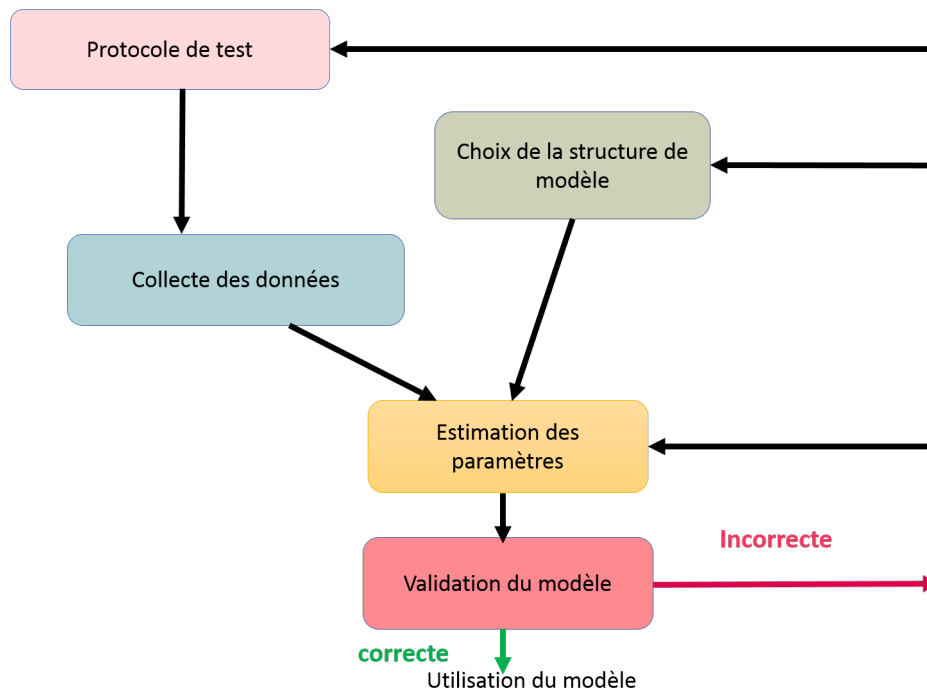 Protocole de test
Choix de la structure de
modèle
Collecte des données
Estimation des
paramètres
Incorrecte
Validation du modèle
correcte
Utilisation du modèle